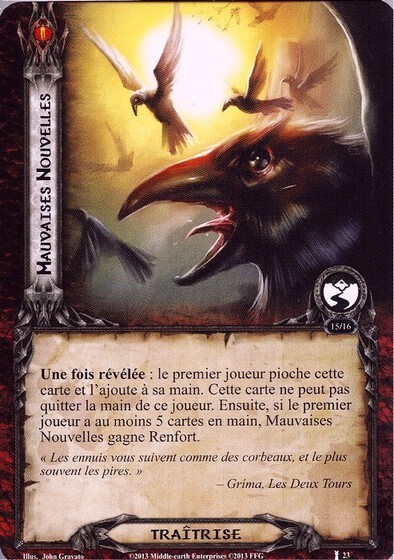 MAUVAISES NOUVELLES
15/16
Une fois révélée : le premier joueur pioche cette
carte et l'ajoute à sa main. Cette carte ne peut pas
quitter la main de ce joueur. Ensuite, si le premier
joueur a au moins 5 cartes en main, Mauvaises
Nouvelles gagne Renfort.
« Les ennuis vous suivent comme des corbeaux, et le plus
souvent les pires. »
– Gríma, Les Deux Tours
TRAÎTRISE
Illus. John Gravato
©2013 Middle-earth Enterprises ©2013 FFG
23